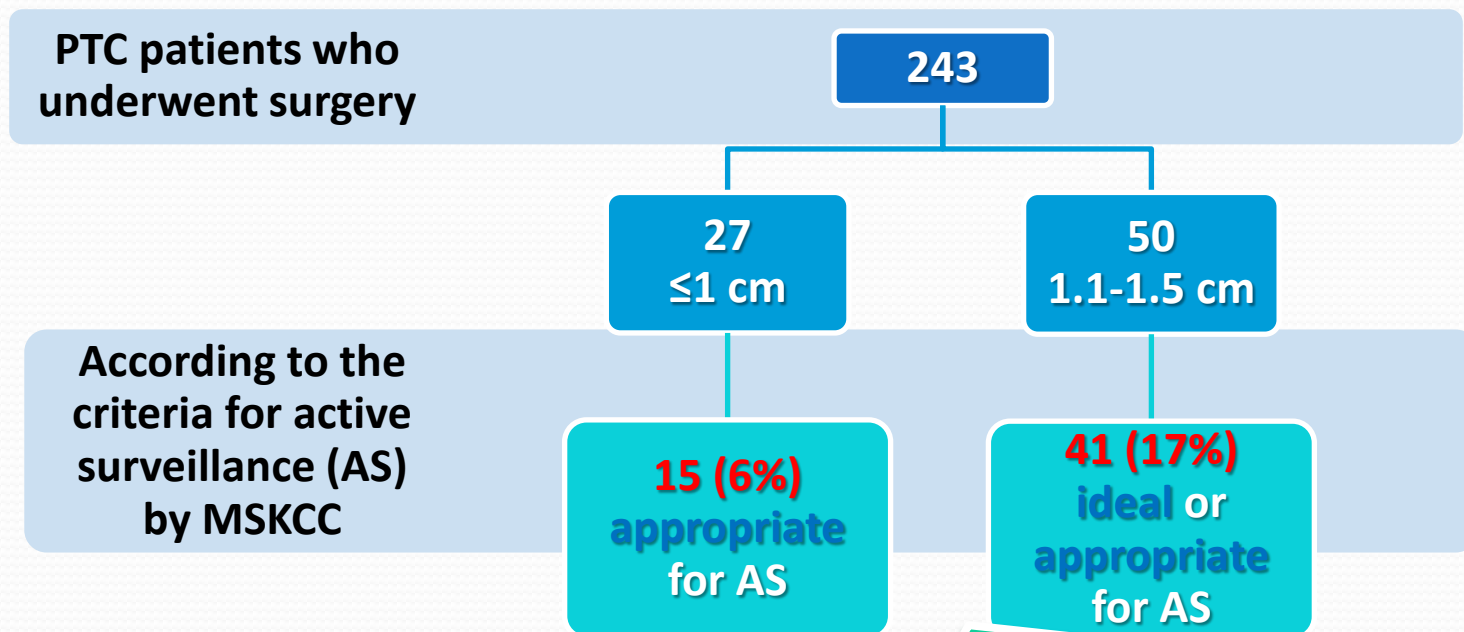 PTC patients who
underwent surgery
243
27
≤1 cm
50
1.1-1.5 cm
According to the
criteria for active
surveillance (AS)
by MSKCC
15 (6%)
appropriate
for AS
41 (17%)
ideal or
appropriate
for AS